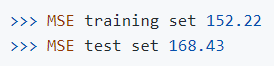 >>> MSE training set 152.22
>>> MSE test set 168.43